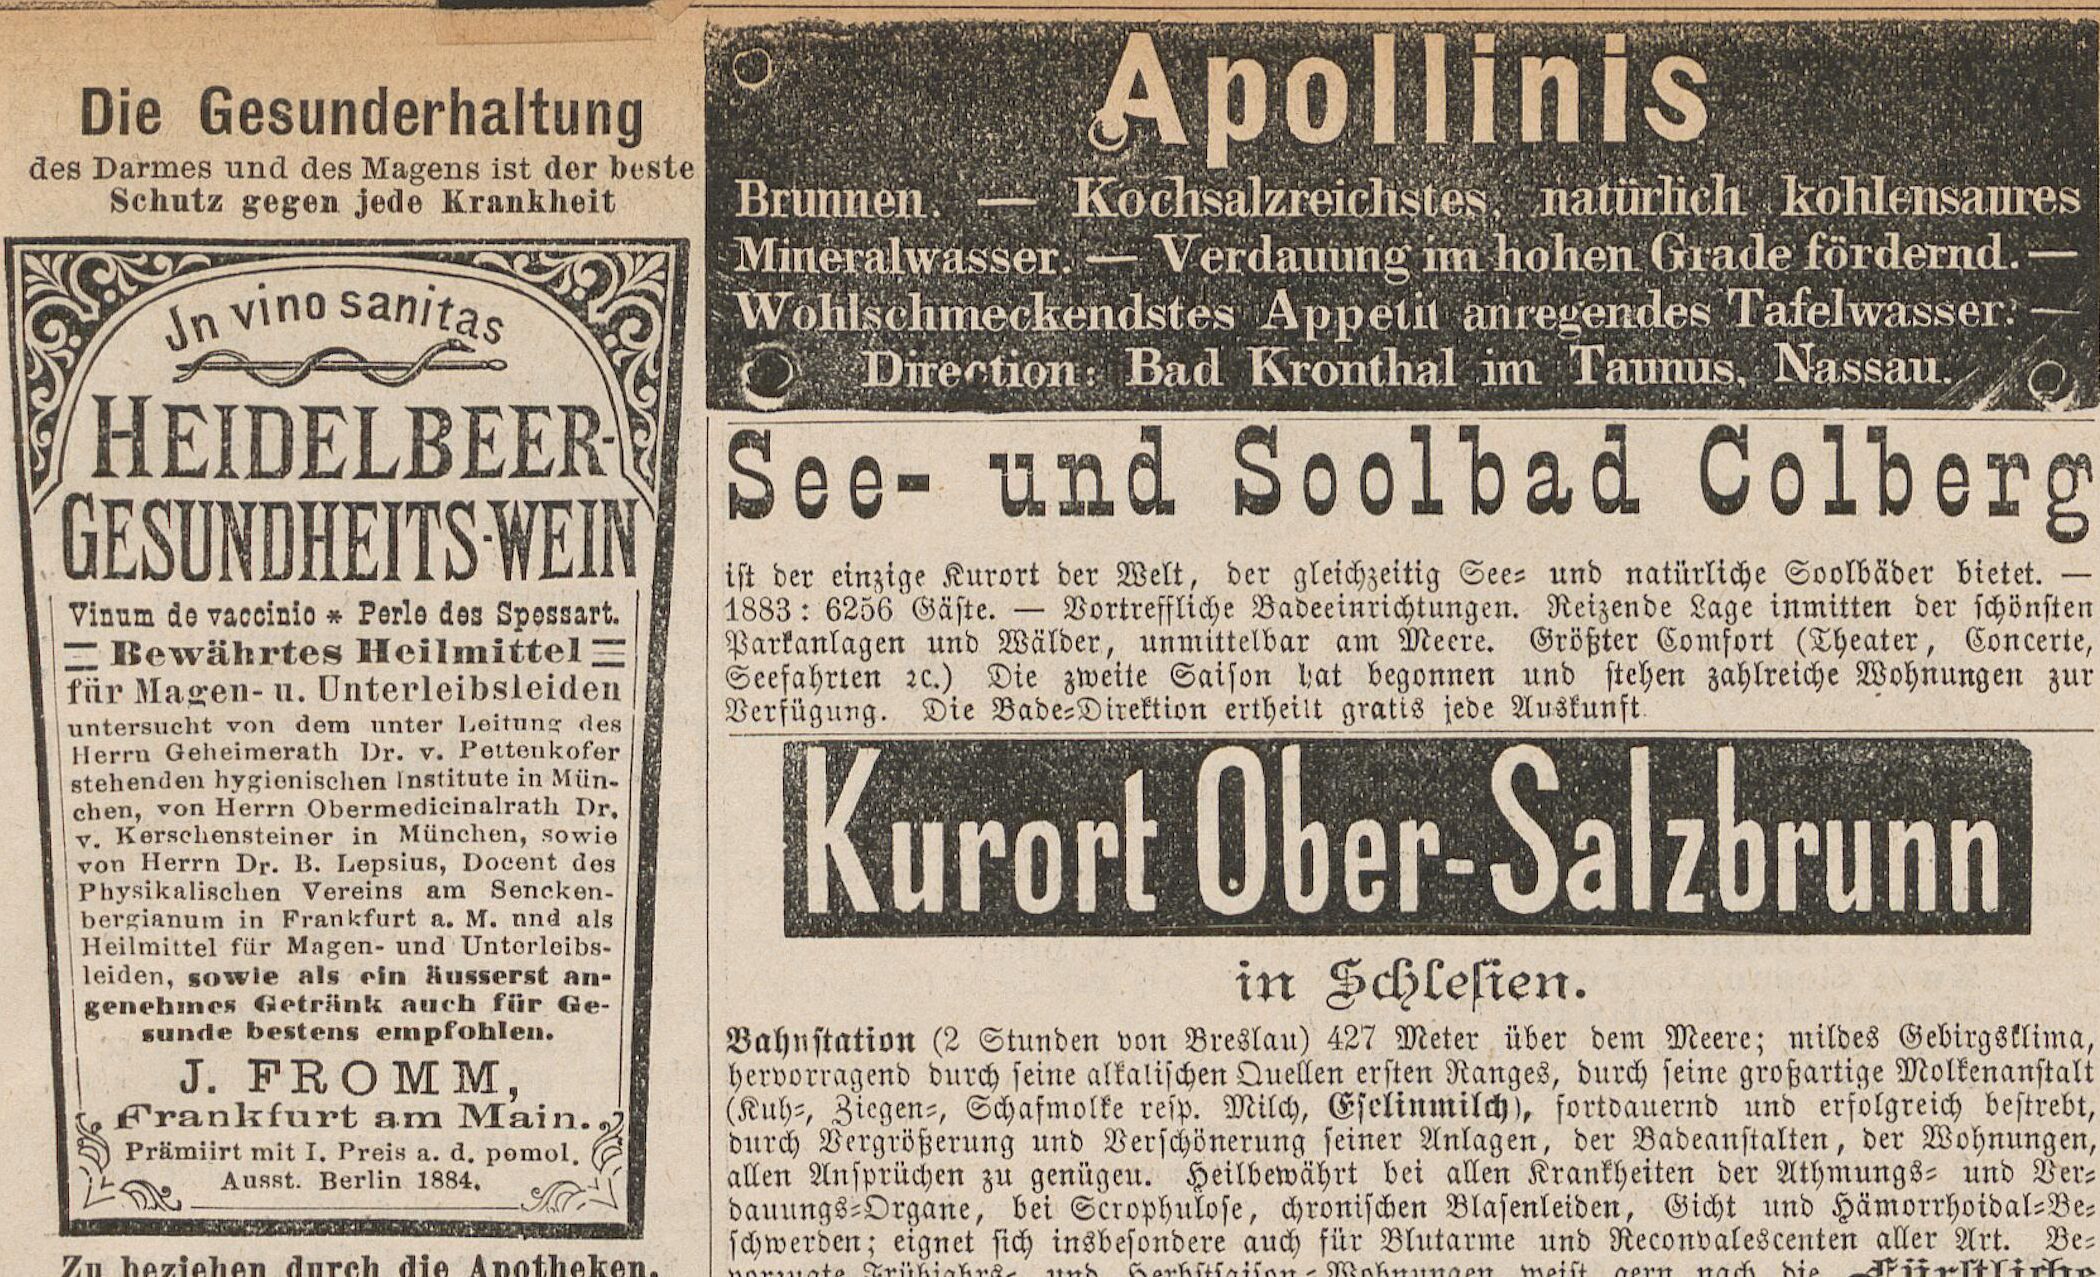 Die Gesunderhaltung
des Darmes und des Magens ist der beste
Schutz gegen jede Krankheit
Jn vino sanitas
HEIDELBEER-
GESUNDHEITS-WEIN
Vinum de vaccinio * Perle des Spessart.
Bewährtes Heilmittel
für Magen- u. Unterleibsleiden
untersucht von dem unter Leitung des
Herrn Geheimerath Dr. v. Pettenkofer
stehenden hygienischen Institute in Mün-
chen, von Herrn Obermedicinalrath Dr.
v. Kerschensteiner in München, sowie
von Herrn Dr. B. Lepsius, Docent des
Physikalischen Vereins am Sencken-
bergianum in Frankfurt a. M. und als
Heilmittel für Magen- und Unterleibs-
leiden, sowie als ein äusserst an-
genehmes Getränk auch für Ge-
sunde bestens empfohlen.
J. FROMM,
Frankfurt am Main.
Prämiirt mit I. Preis a. d. pomol.
Ausst. Berlin 1884.
Zu beziehen durch die Apotheken.
Apollinis
Brunnen. — Kochsalzreichstes, natürlich kohlensaures
Mineralwasser. — Verdauung im hohen Grade fördernd. —
Wohlschmeckendstes Appetit anregendes Tafelwasser. —
Direction: Bad Kronthal im Taunus, Nassau.
See- und Soolbad Colberg
ist der einzige Kurort der Welt, der gleichzeitig See- und natürliche Soolbäder bietet. —
1883: 6256 Gäste. — Vortreffliche Badeeinrichtungen. Reizende Lage inmitten der schönsten
Parkanlagen und Wälder, unmittelbar am Meere. Größter Comfort (Theater, Concerte,
Seefahrten ꝛc.) Die zweite Saison hat begonnen und stehen zahlreiche Wohnungen zur
Verfügung. Die Bade-Direktion ertheilt gratis jede Auskunft.
Kurort Ober-Salzbrunn
in Schlesien.
Bahnstation (2 Stunden von Breslau) 427 Meter über dem Meere; mildes Gebirgsklima,
hervorragend durch seine alkalischen Quellen ersten Ranges, durch seine großartige Molkenanstalt
(Kuh-, Ziegen-, Schafmolke resp. Milch, Eselinmilch), fortdauernd und erfolgreich bestrebt,
durch Vergrößerung und Verschönerung seiner Anlagen, der Badeanstalten, der Wohnungen,
allen Ansprüchen zu genügen. Heilbewährt bei allen Krankheiten der Athmungs- und Ver-
dauungs-Organe, bei Scrophulose, chronischen Blasenleiden, Gicht und Hämorrhoidal-Be-
schwerden; eignet sich insbesondere auch für Blutarme und Reconvalescenten aller Art. Be-
vorzugte Frühjahrs- und Herbstsaison-Wohnungen weist gern nach die Fürstliche